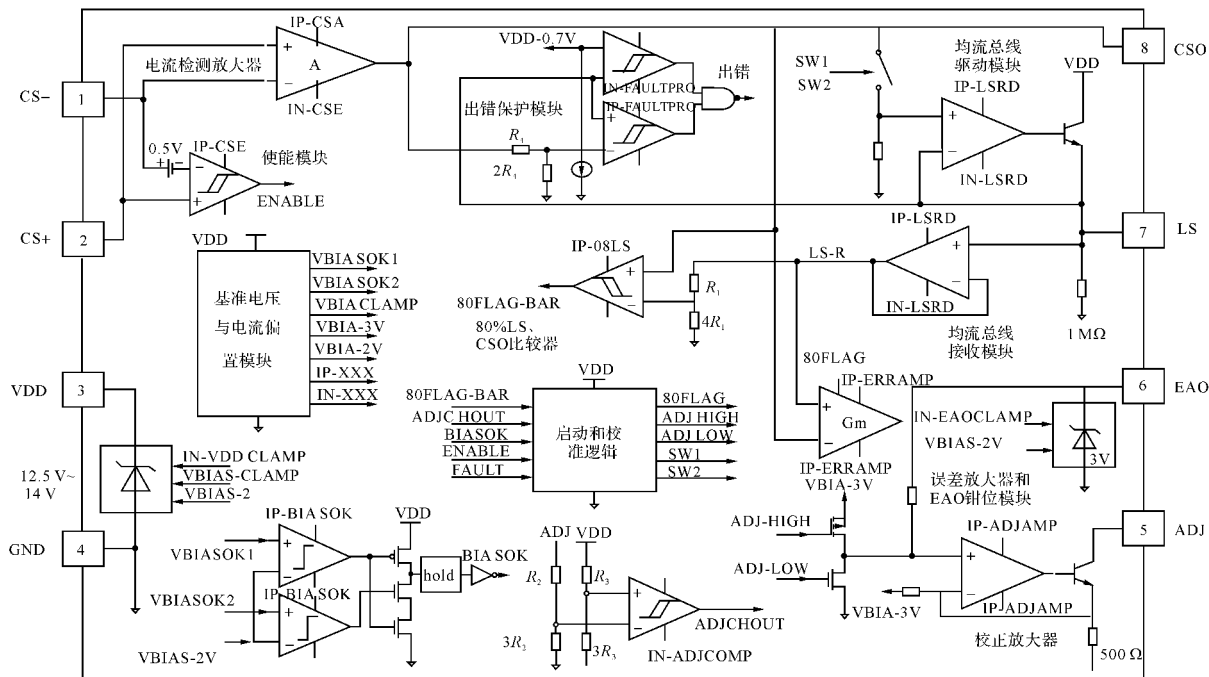 IP-CSA
电流检测放大器
+
A
−
IN-CSE
CS−
1
0.5V
+
−
IP-CSE
−
+
使能模块
ENABLE
CS+
2
VDD-0.7V
出错
IN-FAULTPRO
IP-FAULTPRO
出错保护模块
+
−
R1
2R1
SW1
SW2
均流总线
驱动模块
VDD
IP-LSRD
+
−
IN-LSRD
8
CSO
7
LS
IP-LSRD
+
−
IN-LSRD
均流总线
接收模块
1 MΩ
LS-R
IP-08LS
+
−
R1
4R1
80FLAG-BAR
80%LS、
CSO比较器
VDD
基准电压
与电流偏
置模块
VBIASOK1
VBIASOK2
VBIACLAMP
VBIA-3V
VBIA-2V
IP-XXX
IN-XXX
VDD
3
12.5 V~
14 V
IN-VDD CLAMP
VBIAS-CLAMP
VBIAS-2
GND
4
VDD
80FLAG-BAR
ADJCHOUT
BIASOK
ENABLE
FAULT
启动和校
准逻辑
80FLAG
ADJ HIGH
ADJ LOW
SW1
SW2
80FLAG
IP-ERRAMP
+
Gm
−
IP-ERRAMP
VBIA-3V
6
EAO
IN-EAOCLAMP
VBIAS-2V
3V
误差放大器和
EAO钳位模块
ADJ-HIGH
ADJ-LOW
IP-ADJAMP
+
−
IP-ADJAMP
VBIA-3V
校正放大器
500 Ω
5
ADJ
IP-BIASOK
VBIASOK1
+
−
IP-BIASOK
VBIASOK2
+
−
VBIAS-2V
VDD
hold
BIASOK
ADJ
VDD
R2
R3
3R2
3R3
+
−
ADJCHOUT
IN-ADJCOMP